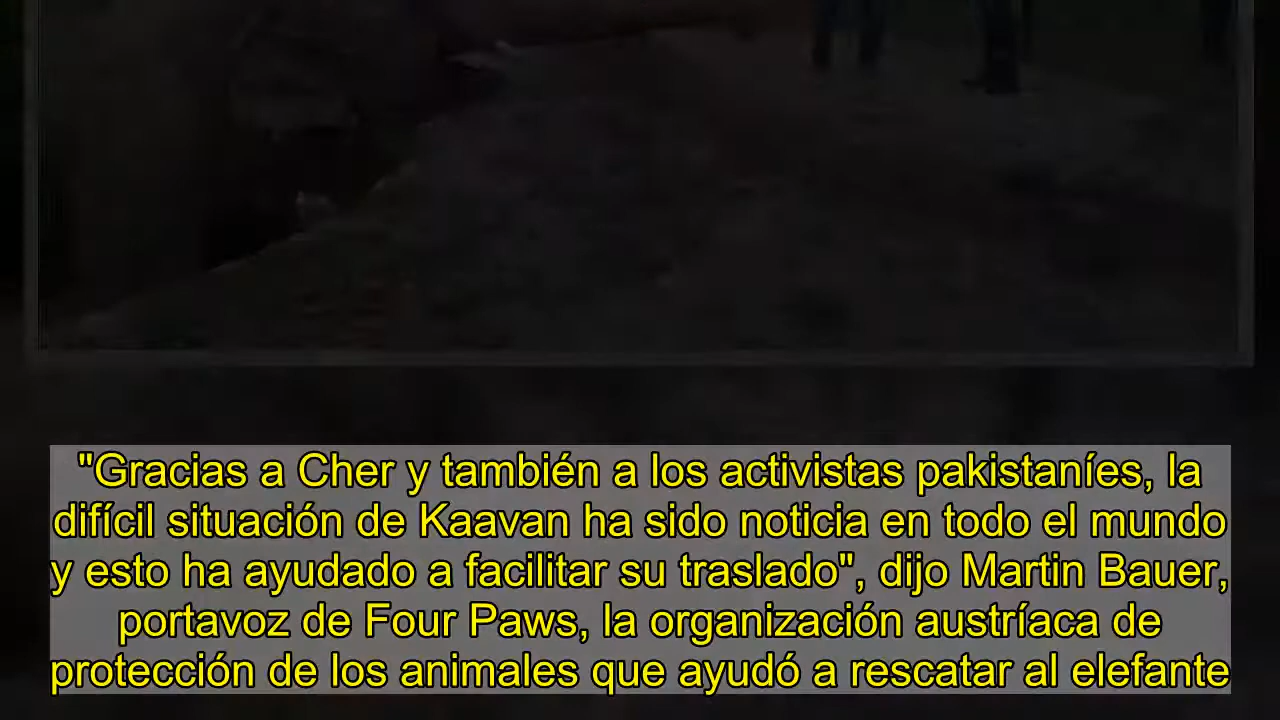 "Gracias a Cher y también a los activistas pakistaníes, la
difícil situación de Kaavan ha sido noticia en todo el mundo
y esto ha ayudado a facilitar su traslado", dijo Martin Bauer,
portavoz de Four Paws, la organización austríaca de
protección de los animales que ayudó a rescatar al elefante